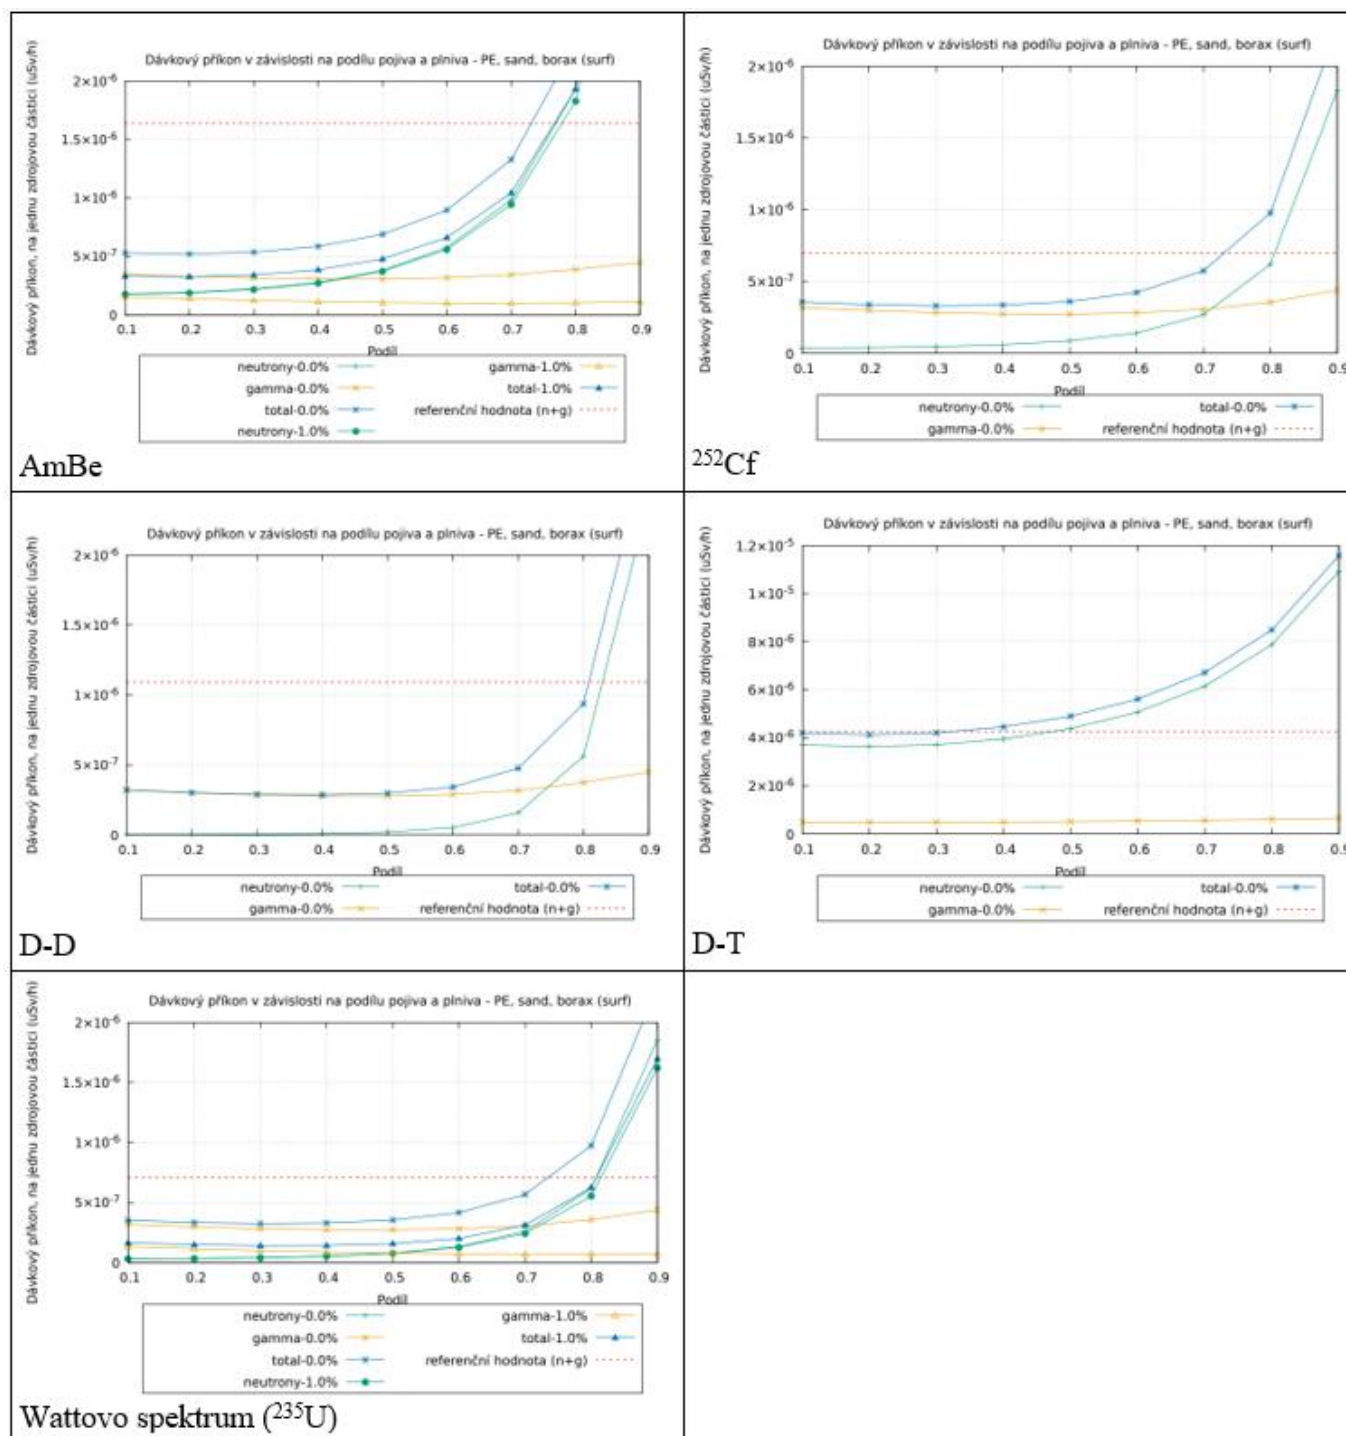 Dávkový příkon v závislosti na podílu pojiva a plniva - PE, sand, borax (surf)
Dávkový příkon, na jednu zdrojovou částici (uSv/h)
2×10⁻⁶
1.5×10⁻⁶
1×10⁻⁶
5×10⁻⁷
0
0.1 0.2 0.3 0.4 0.5 0.6 0.7 0.8 0.9
Podíl
neutrony-0.0% gamma-1.0%
gamma-0.0% total-1.0%
total-0.0% referenční hodnota (n+g)
neutrony-1.0%
AmBe
Dávkový příkon v závislosti na podílu pojiva a plniva - PE, sand, borax (surf)
Dávkový příkon, na jednu zdrojovou částici (uSv/h)
2×10⁻⁶
1.5×10⁻⁶
1×10⁻⁶
5×10⁻⁷
0
0.1 0.2 0.3 0.4 0.5 0.6 0.7 0.8 0.9
Podíl
neutrony-0.0% total-0.0%
gamma-0.0% referenční hodnota (n+g)
²⁵²Cf
Dávkový příkon v závislosti na podílu pojiva a plniva - PE, sand, borax (surf)
Dávkový příkon, na jednu zdrojovou částici (uSv/h)
2×10⁻⁶
1.5×10⁻⁶
1×10⁻⁶
5×10⁻⁷
0
0.1 0.2 0.3 0.4 0.5 0.6 0.7 0.8 0.9
Podíl
neutrony-0.0% total-0.0%
gamma-0.0% referenční hodnota (n+g)
D-D
Dávkový příkon v závislosti na podílu pojiva a plniva - PE, sand, borax (surf)
Dávkový příkon, na jednu zdrojovou částici (uSv/h)
1.2×10⁻⁵
1×10⁻⁵
8×10⁻⁶
6×10⁻⁶
4×10⁻⁶
2×10⁻⁶
0
0.1 0.2 0.3 0.4 0.5 0.6 0.7 0.8 0.9
Podíl
neutrony-0.0% total-0.0%
gamma-0.0% referenční hodnota (n+g)
D-T
Dávkový příkon v závislosti na podílu pojiva a plniva - PE, sand, borax (surf)
Dávkový příkon, na jednu zdrojovou částici (uSv/h)
2×10⁻⁶
1.5×10⁻⁶
1×10⁻⁶
5×10⁻⁷
0
0.1 0.2 0.3 0.4 0.5 0.6 0.7 0.8 0.9
Podíl
neutrony-0.0% gamma-1.0%
gamma-0.0% total-1.0%
total-0.0% referenční hodnota (n+g)
neutrony-1.0%
Wattovo spektrum (²³⁵U)